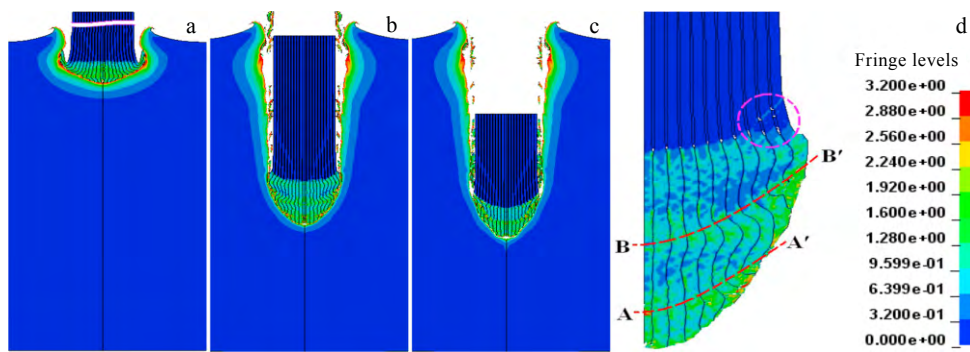 a
b
c
d
Fringe levels
3.200e+00
2.880e+00
2.560e+00
2.240e+00
1.920e+00
1.600e+00
1.280e+00
9.599e-01
6.399e-01
3.200e-01
0.000e+00
B'
B
A'
A